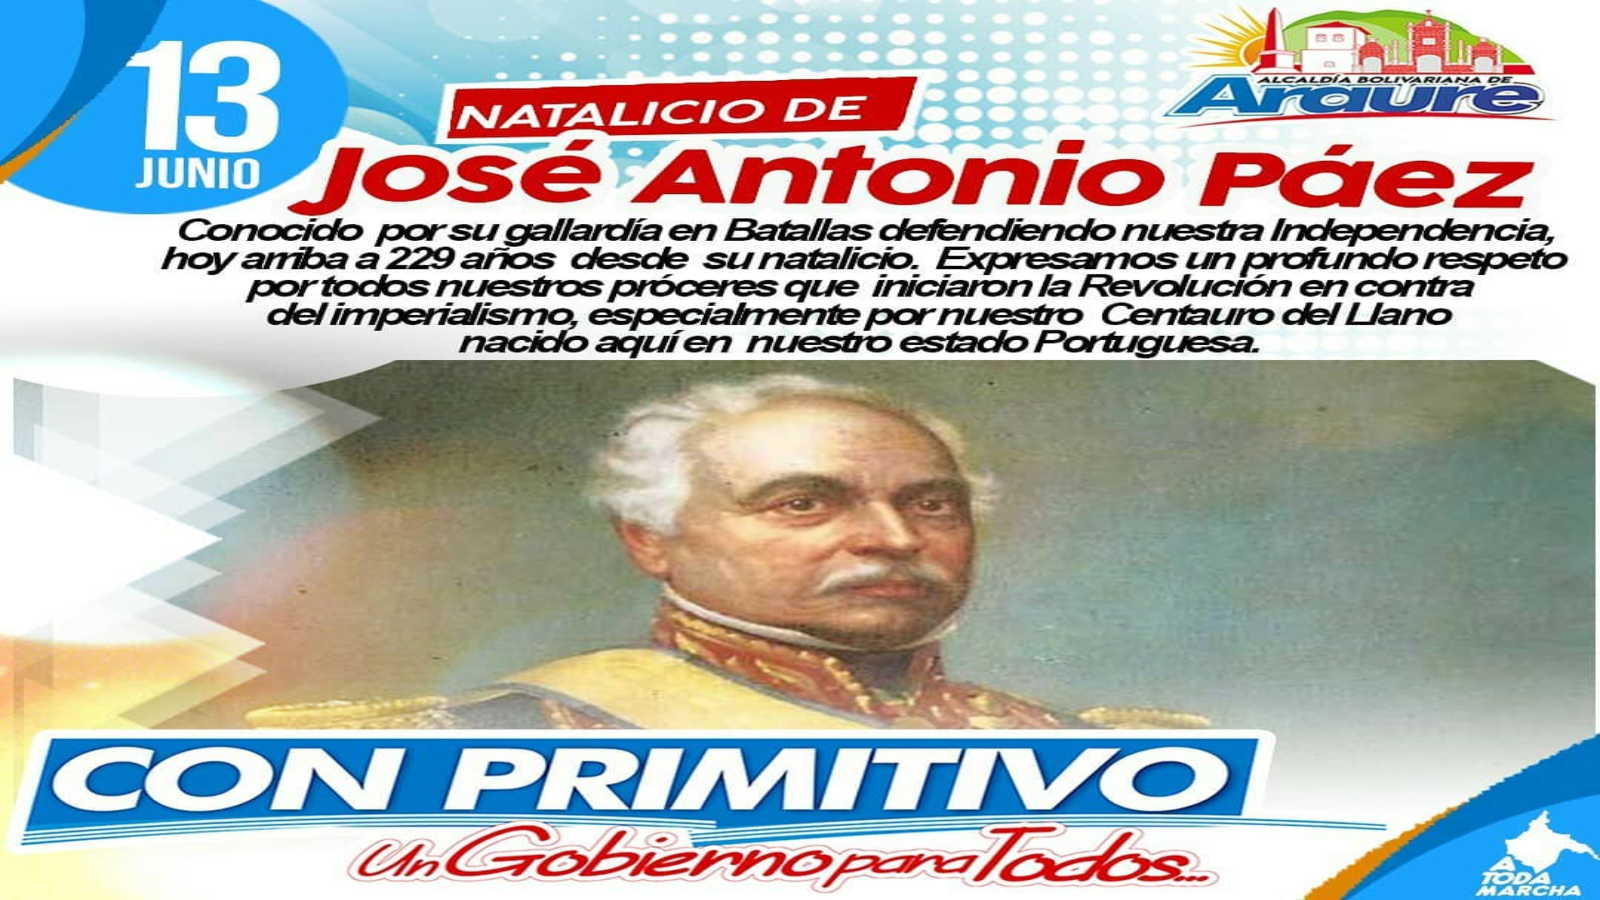 13
JUNIO
ALCALDÍA BOLIVARIANA DE
Araure
NATALICIO DE
José Antonio Páez
Conocido por su gallardía en Batallas defendiendo nuestra Independencia,
hoy arriba a 229 años desde su natalicio. Expresamos un profundo respeto
por todos nuestros próceres que iniciaron la Revolución en contra
del imperialismo, especialmente por nuestro Centauro del Llano
nacido aquí en nuestro estado Portuguesa.
CON PRIMITIVO
Un Gobierno para Todos...
A
TODA
MARCHA